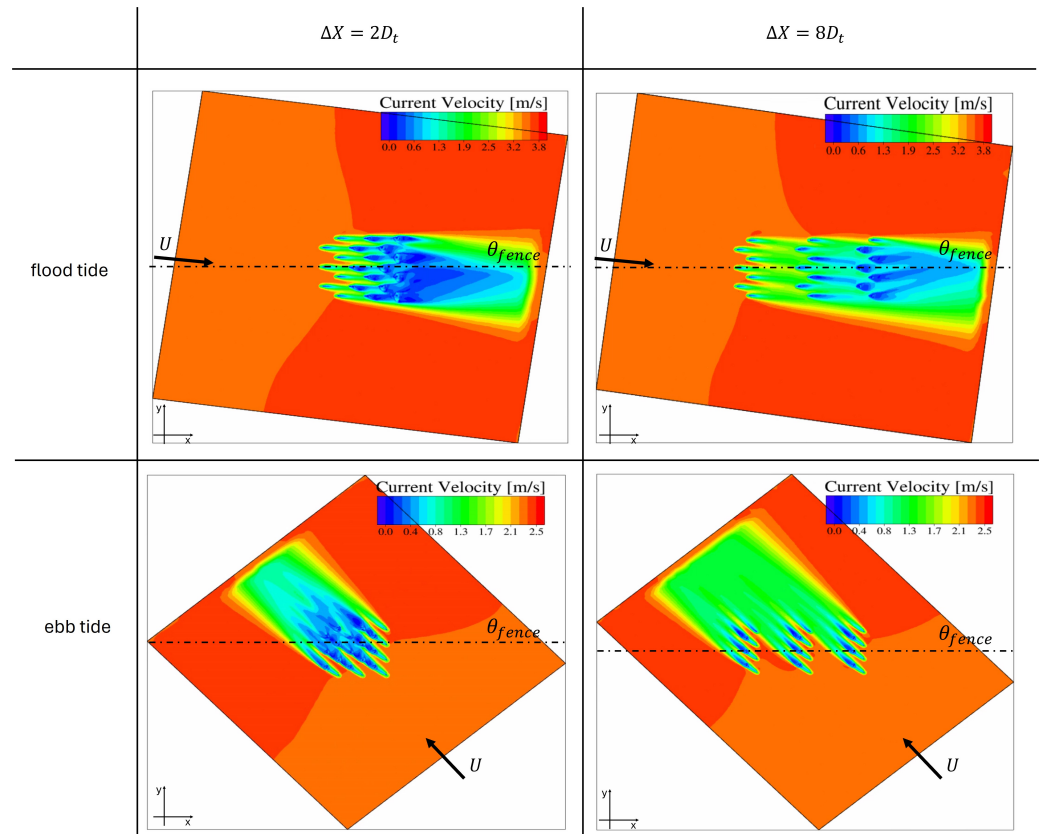 ΔX = 2D_t
ΔX = 8D_t
flood tide
Current Velocity [m/s]
0.0 0.6 1.3 1.9 2.5 3.2 3.8
U
θ_fence
y
x
Current Velocity [m/s]
0.0 0.6 1.3 1.9 2.5 3.2 3.8
U
θ_fence
y
x
ebb tide
Current Velocity [m/s]
0.0 0.4 0.8 1.3 1.7 2.1 2.5
θ_fence
U
y
x
Current Velocity [m/s]
0.0 0.4 0.8 1.3 1.7 2.1 2.5
θ_fence
U
y
x